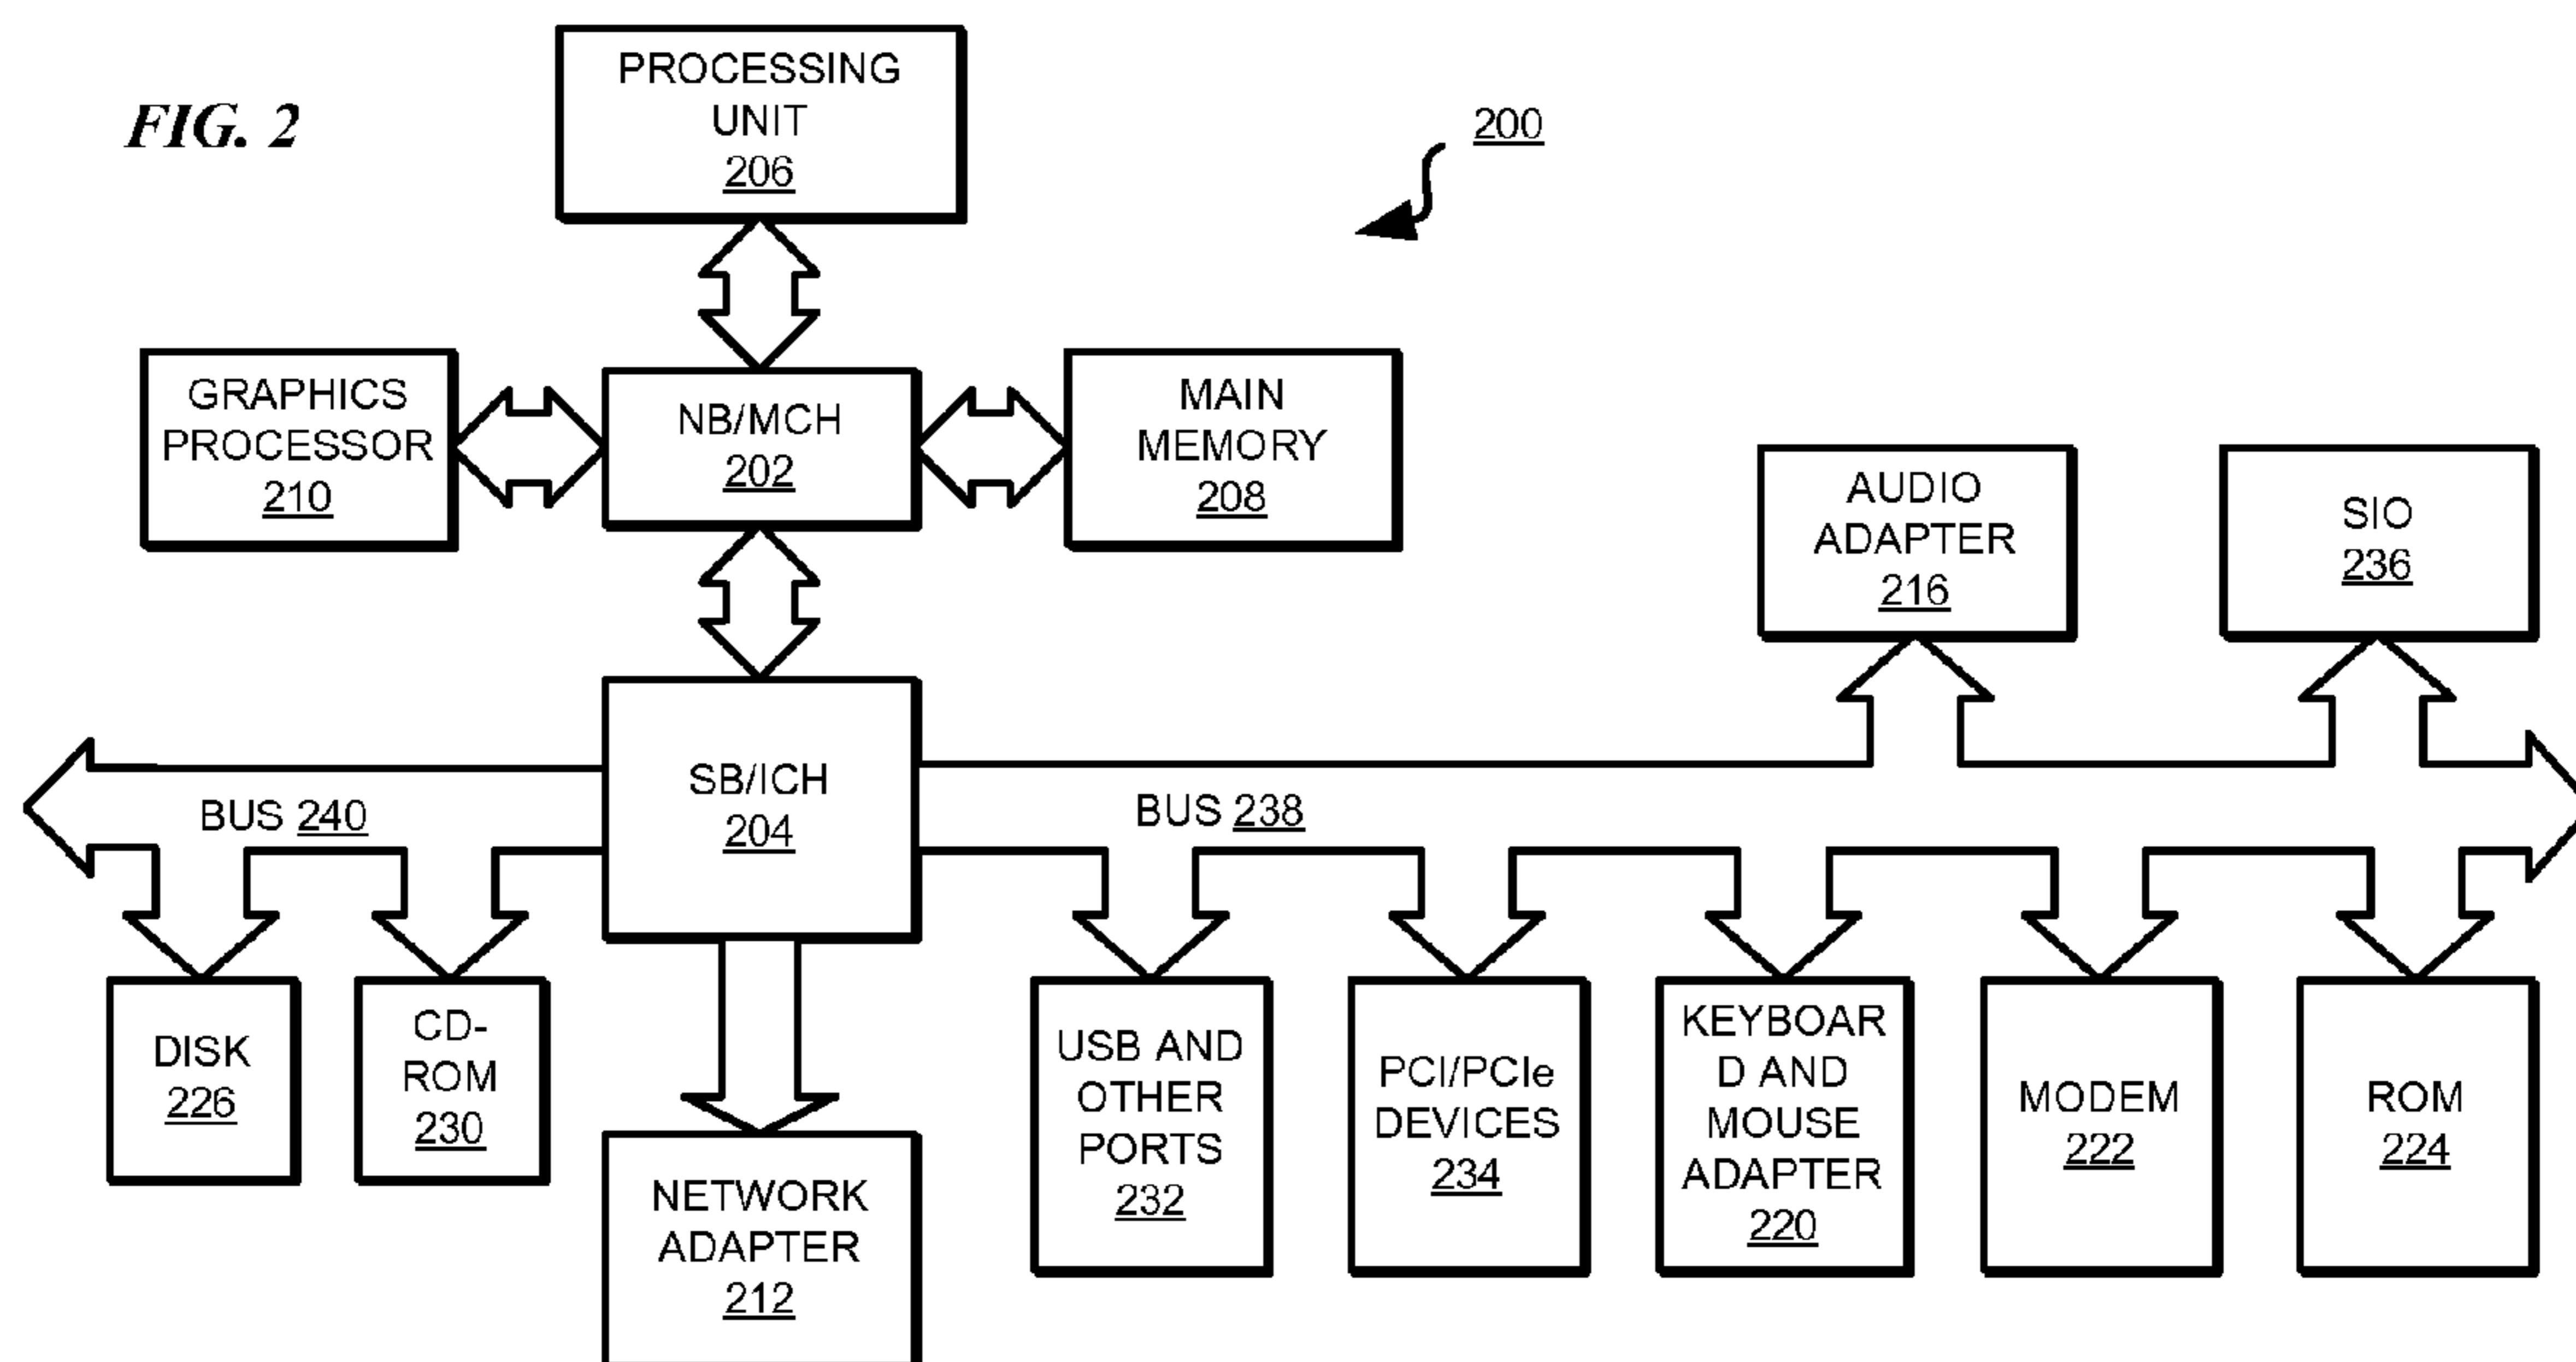 FIG. 2
PROCESSING
UNIT
206
200
GRAPHICS
PROCESSOR
210
NB/MCH
202
MAIN
MEMORY
208
AUDIO
ADAPTER
216
SIO
236
SB/ICH
204
BUS 240
BUS 238
DISK
226
CD-
ROM
230
NETWORK
ADAPTER
212
USB AND
OTHER
PORTS
232
PCI/PCIe
DEVICES
234
KEYBOAR
D AND
MOUSE
ADAPTER
220
MODEM
222
ROM
224